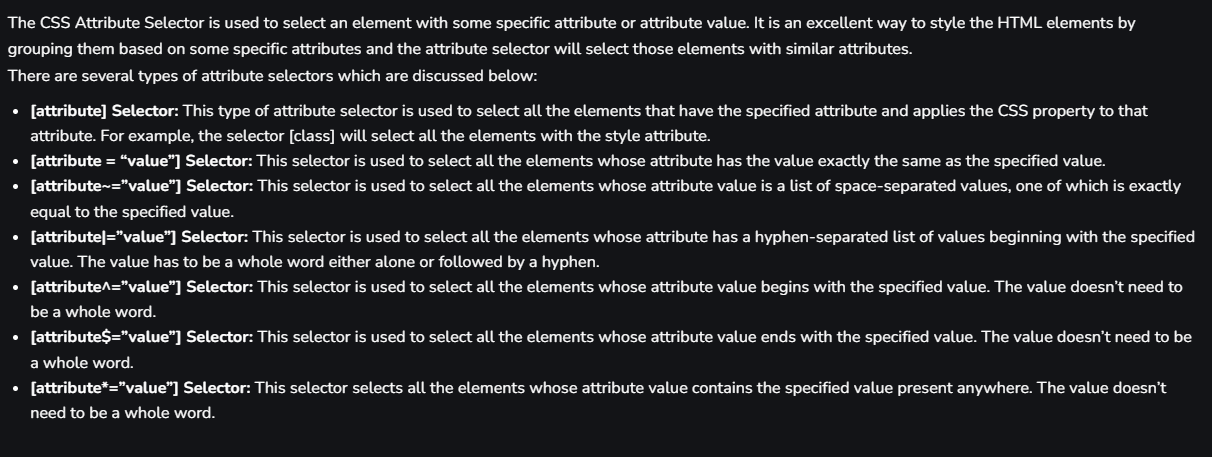 The CSS Attribute Selector is used to select an element with some specific attribute or attribute value. It is an excellent way to style the HTML elements by
grouping them based on some specific attributes and the attribute selector will select those elements with similar attributes.
There are several types of attribute selectors which are discussed below:
• [attribute] Selector: This type of attribute selector is used to select all the elements that have the specified attribute and applies the CSS property to that
attribute. For example, the selector [class] will select all the elements with the style attribute.
• [attribute = “value”] Selector: This selector is used to select all the elements whose attribute has the value exactly the same as the specified value.
• [attribute~=”value”] Selector: This selector is used to select all the elements whose attribute value is a list of space-separated values, one of which is exactly
equal to the specified value.
• [attribute|=”value”] Selector: This selector is used to select all the elements whose attribute has a hyphen-separated list of values beginning with the specified
value. The value has to be a whole word either alone or followed by a hyphen.
• [attribute^=”value”] Selector: This selector is used to select all the elements whose attribute value begins with the specified value. The value doesn’t need to
be a whole word.
• [attribute$=”value”] Selector: This selector is used to select all the elements whose attribute value ends with the specified value. The value doesn’t need to be
a whole word.
• [attribute*=”value”] Selector: This selector selects all the elements whose attribute value contains the specified value present anywhere. The value doesn’t
need to be a whole word.